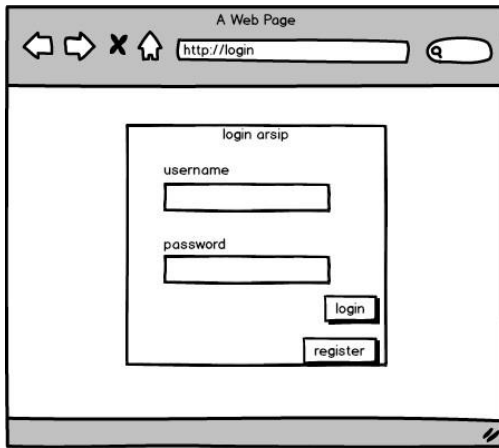 A Web Page
http://login
login arsip
username
password
login
register